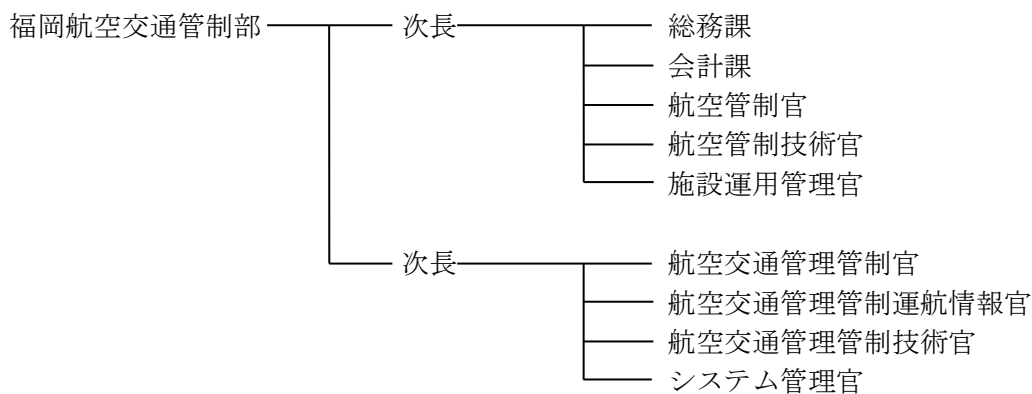 福岡航空交通管制部 次長 総務課
会計課
航空管制官
航空管制技術官
施設運用管理官
次長 航空交通管理管制官
航空交通管理管制運航情報官
航空交通管理管制技術官
システム管理官